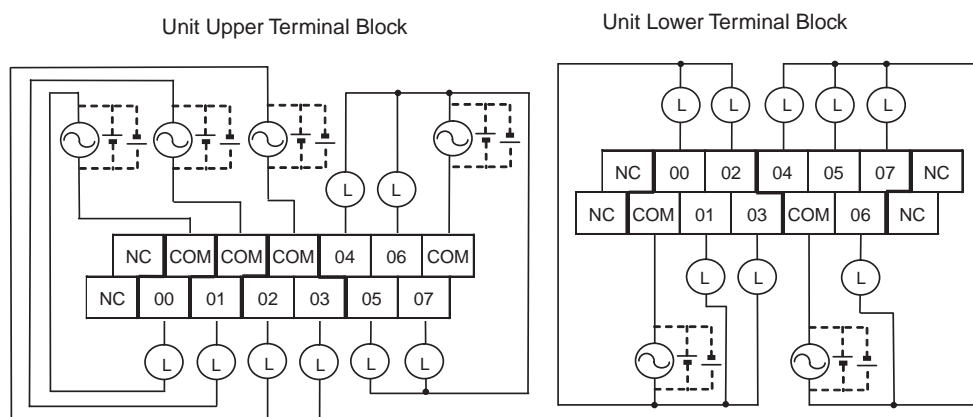 Unit Upper Terminal Block
L L
NC COM COM COM 04 06 COM
NC 00 01 02 03 05 07
L L L L L L
Unit Lower Terminal Block
L L L L L
NC 00 02 04 05 07 NC
NC COM 01 03 COM 06 NC
L L L